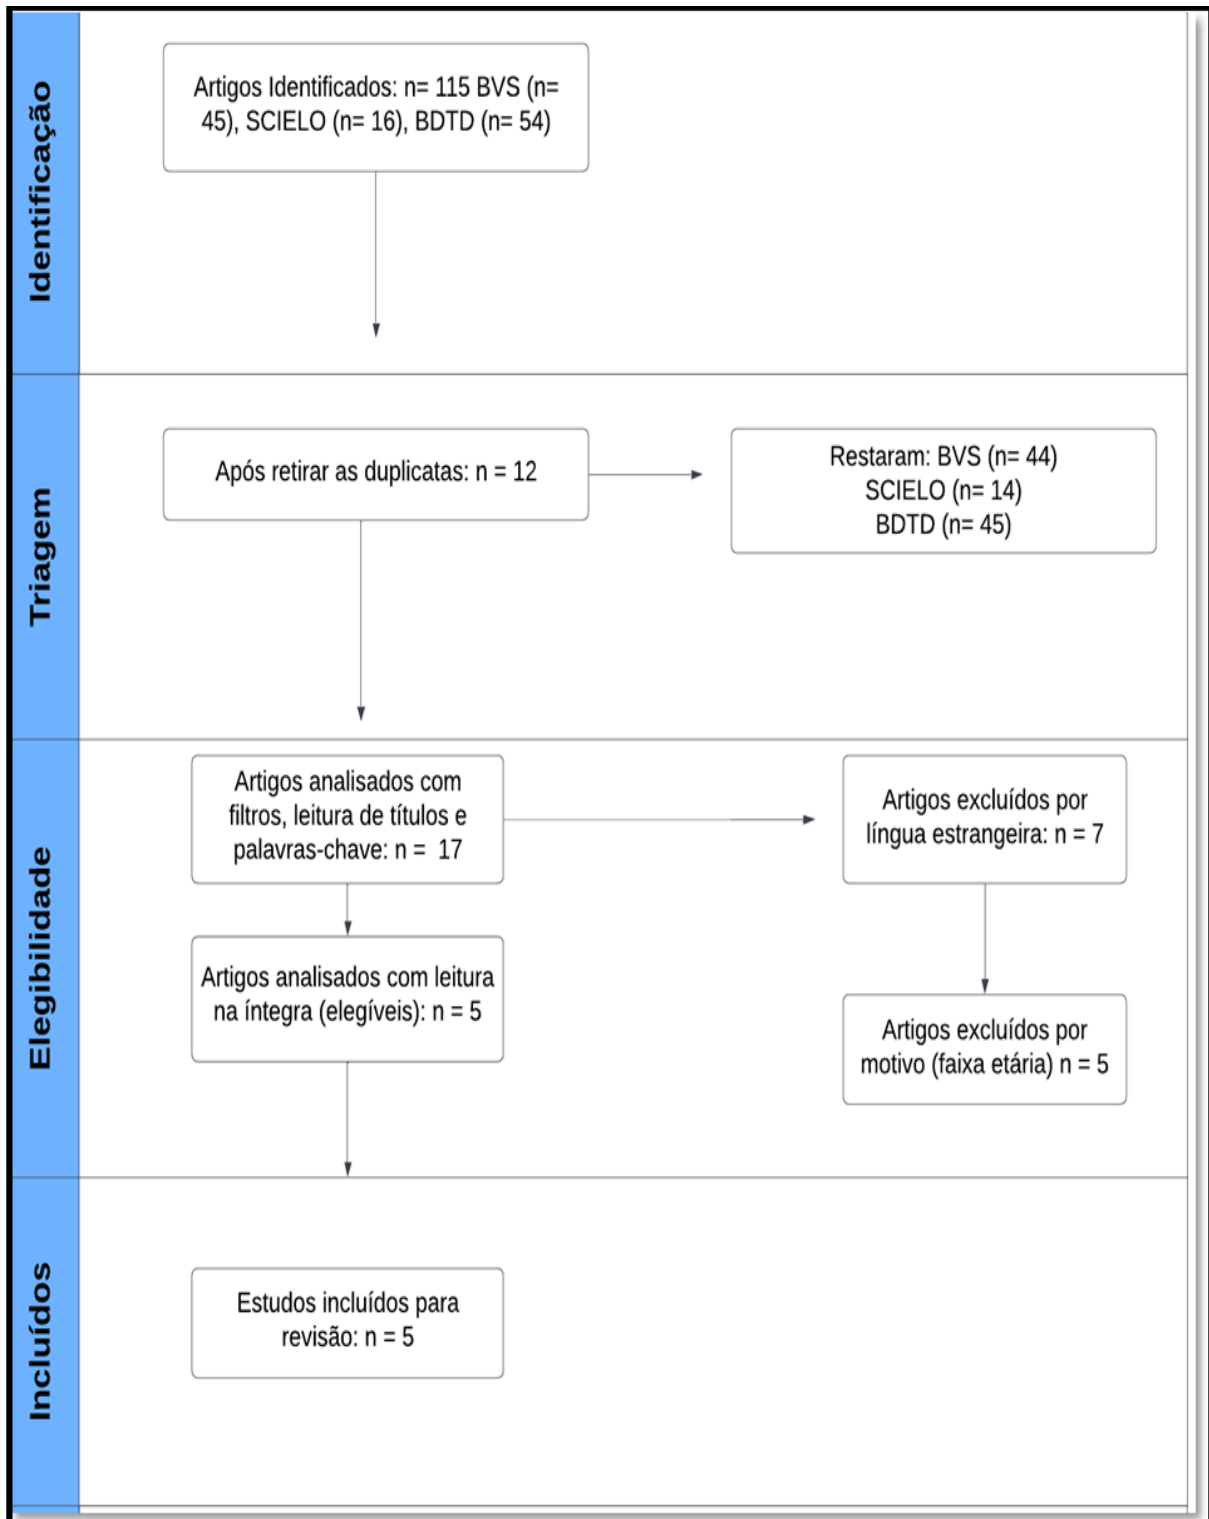 Identificação
Artigos Identificados: n= 115 BVS (n=
45), SCIELO (n= 16), BDTD (n= 54)
Triagem
Após retirar as duplicatas: n = 12
Restaram: BVS (n= 44)
SCIELO (n= 14)
BDTD (n= 45)
Elegibilidade
Artigos analisados com
filtros, leitura de títulos e
palavras-chave: n =  17
Artigos excluídos por
língua estrangeira: n = 7
Artigos analisados com leitura
na íntegra (elegíveis): n = 5
Artigos excluídos por
motivo (faixa etária) n = 5
Incluídos
Estudos incluídos para
revisão: n = 5